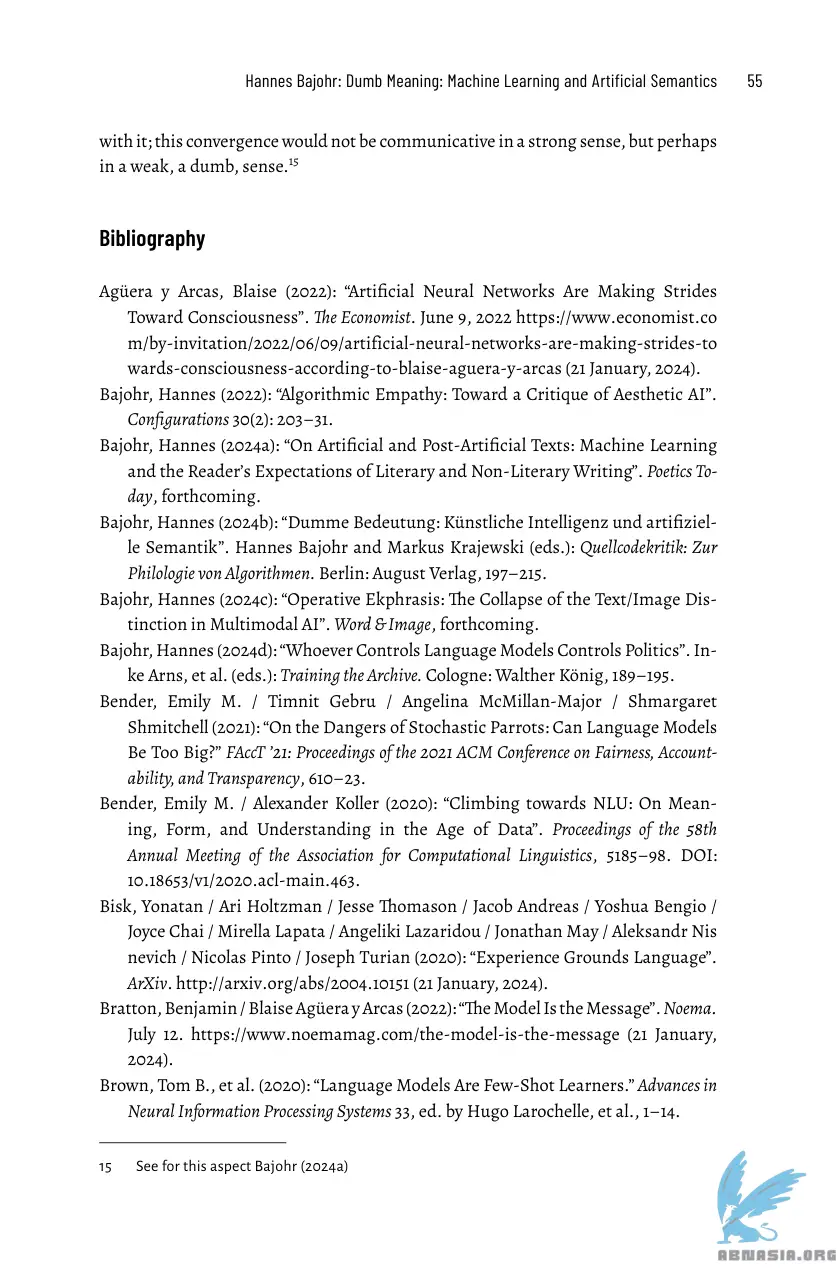 Hannes Bajohr: Dumb Meaning: Machine Learning and Artificial Semantics 55
with it; this convergence would not be communicative in a strong sense, but perhaps
in a weak, a dumb, sense.15
Bibliography
Agüera y Arcas, Blaise (2022): “Artificial Neural Networks Are Making Strides
Toward Consciousness”. The Economist. June 9, 2022 https://www.economist.co
m/by-invitation/2022/06/09/artificial-neural-networks-are-making-strides-to
wards-consciousness-according-to-blaise-aguera-y-arcas (21 January, 2024).
Bajohr, Hannes (2022): “Algorithmic Empathy: Toward a Critique of Aesthetic AI”.
Configurations 30(2): 203–31.
Bajohr, Hannes (2024a): “On Artificial and Post-Artificial Texts: Machine Learning
and the Reader’s Expectations of Literary and Non-Literary Writing”. Poetics To-
day, forthcoming.
Bajohr, Hannes (2024b): “Dumme Bedeutung: Künstliche Intelligenz und artifiziel-
le Semantik”. Hannes Bajohr and Markus Krajewski (eds.): Quellcodekritik: Zur
Philologie von Algorithmen. Berlin: August Verlag, 197–215.
Bajohr, Hannes (2024c): “Operative Ekphrasis: The Collapse of the Text/Image Dis-
tinction in Multimodal AI”. Word & Image, forthcoming.
Bajohr, Hannes (2024d): “Whoever Controls Language Models Controls Politics”. In-
ke Arns, et al. (eds.): Training the Archive. Cologne: Walther König, 189–195.
Bender, Emily M. / Timnit Gebru / Angelina McMillan-Major / Shmargaret
Shmitchell (2021): “On the Dangers of Stochastic Parrots: Can Language Models
Be Too Big?” FAccT ’21: Proceedings of the 2021 ACM Conference on Fairness, Account-
ability, and Transparency, 610–23.
Bender, Emily M. / Alexander Koller (2020): “Climbing towards NLU: On Mean-
ing, Form, and Understanding in the Age of Data”. Proceedings of the 58th
Annual Meeting of the Association for Computational Linguistics, 5185–98. DOI:
10.18653/v1/2020.acl-main.463.
Bisk, Yonatan / Ari Holtzman / Jesse Thomason / Jacob Andreas / Yoshua Bengio /
Joyce Chai / Mirella Lapata / Angeliki Lazaridou / Jonathan May / Aleksandr Nis
nevich / Nicolas Pinto / Joseph Turian (2020): “Experience Grounds Language”.
ArXiv. http://arxiv.org/abs/2004.10151 (21 January, 2024).
Bratton, Benjamin / Blaise Agüera y Arcas (2022): “The Model Is the Message”. Noema.
July 12. https://www.noemamag.com/the-model-is-the-message (21 January,
2024).
Brown, Tom B., et al. (2020): “Language Models Are Few-Shot Learners.” Advances in
Neural Information Processing Systems 33, ed. by Hugo Larochelle, et al., 1–14.
15 See for this aspect Bajohr (2024a)
ABNASIA.ORG